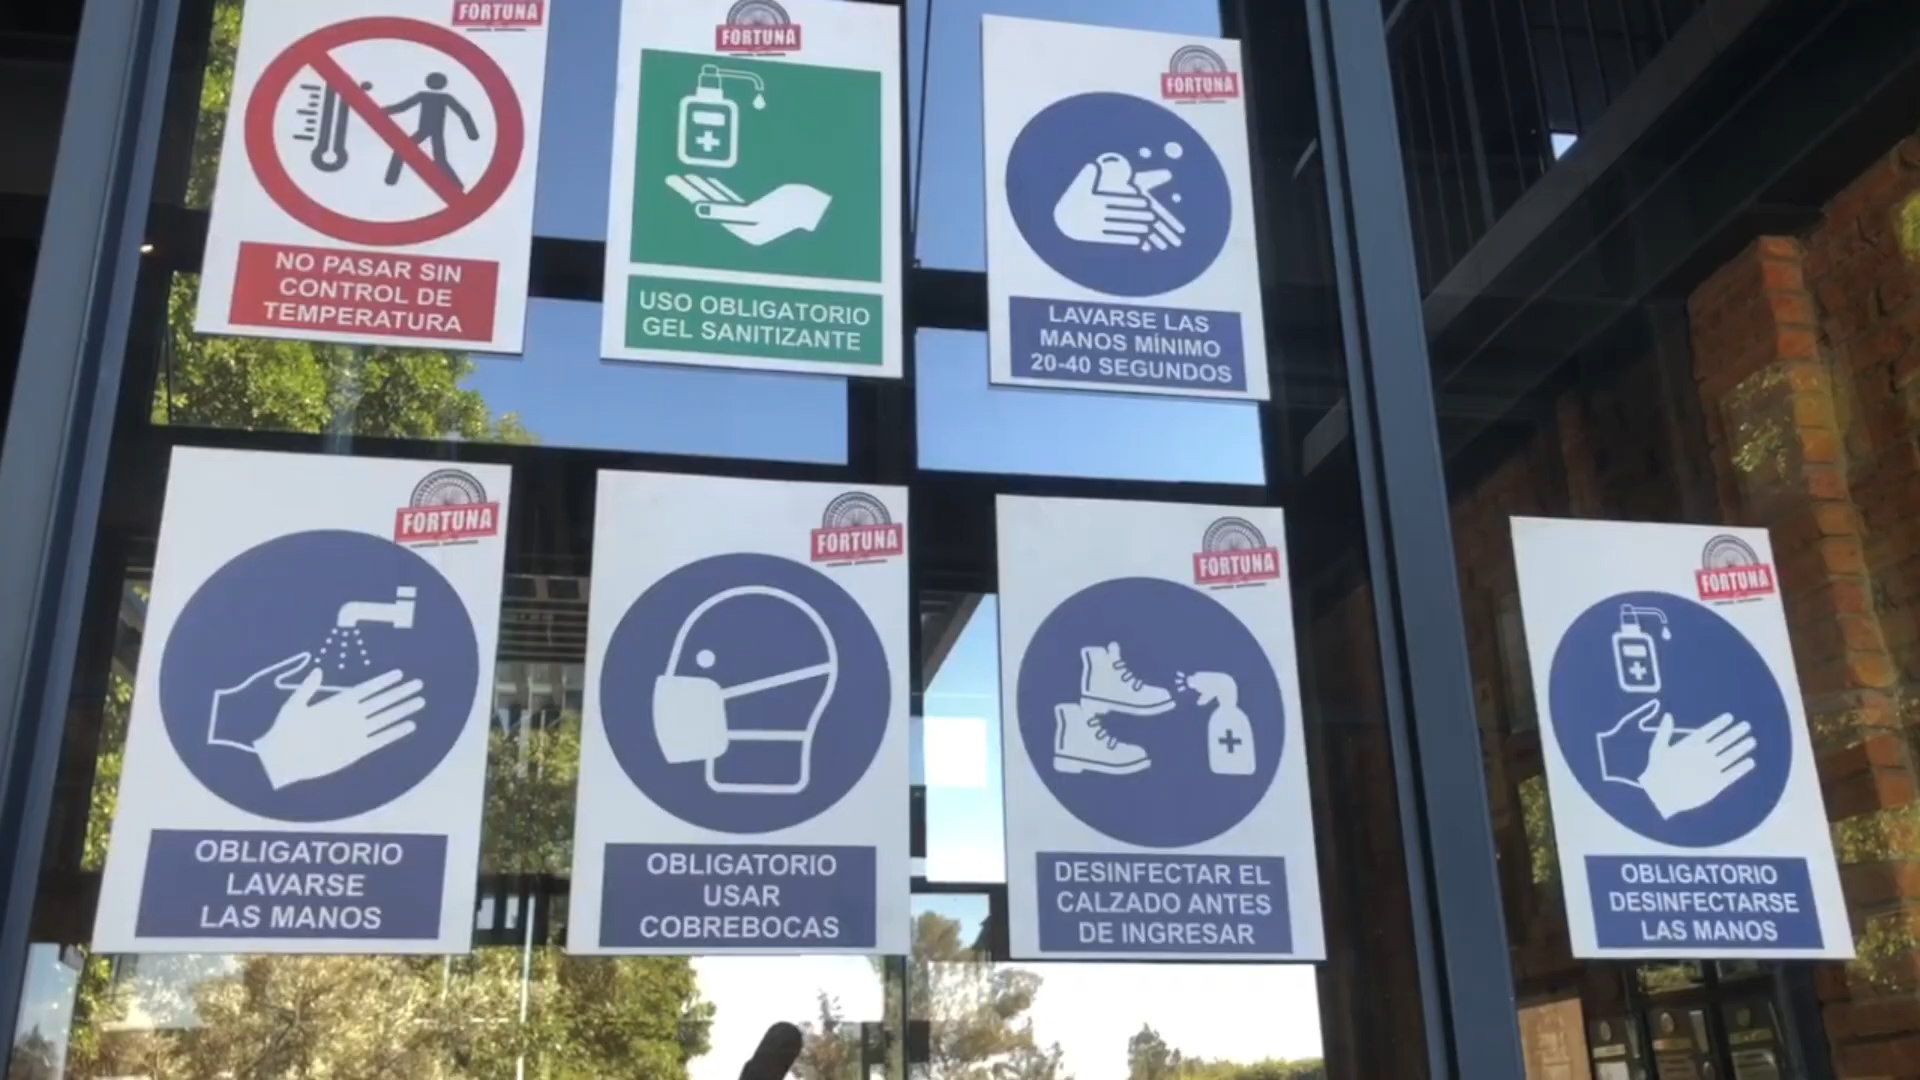 FORTUNA
NO PASAR SIN
CONTROL DE
TEMPERATURA
FORTUNA
USO OBLIGATORIO
GEL SANITIZANTE
FORTUNA
LAVARSE LAS
MANOS MÍNIMO
20-40 SEGUNDOS
FORTUNA
OBLIGATORIO
LAVARSE
LAS MANOS
FORTUNA
OBLIGATORIO
USAR
COBREBOCAS
FORTUNA
DESINFECTAR EL
CALZADO ANTES
DE INGRESAR
FORTUNA
OBLIGATORIO
DESINFECTARSE
LAS MANOS